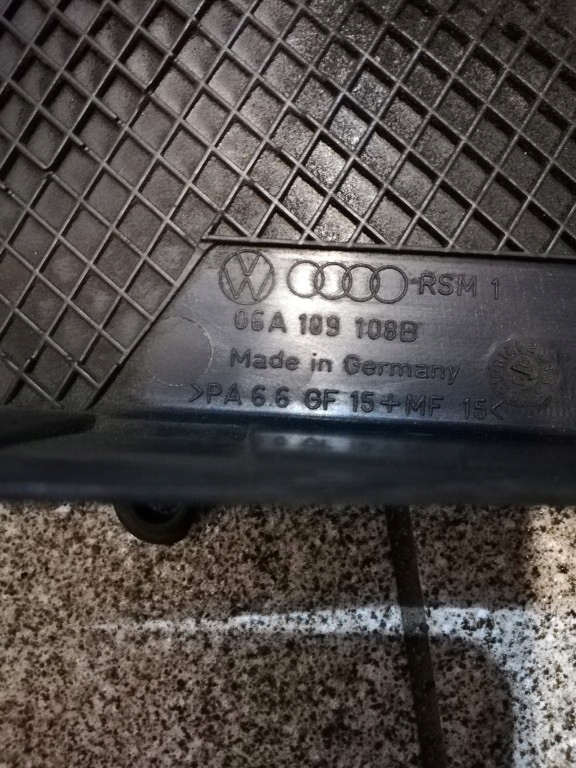 RSM 1
06A 109 108B
Made in Germany
>PA 6.6 GF 15+MF 15<